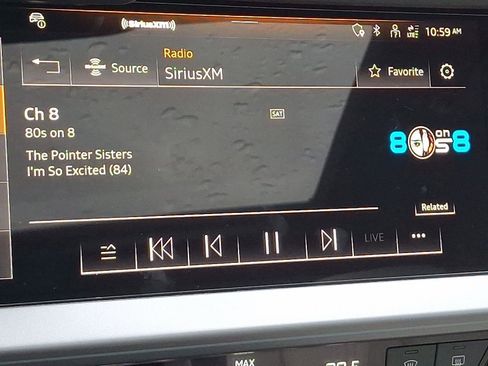 ((SiriusXM))
LTE
10:59 AM
Source
Radio
SiriusXM
Favorite
Ch 8
SAT
80s on 8
The Pointer Sisters
I'm So Excited (84)
80s on 8
Related
LIVE
MAX